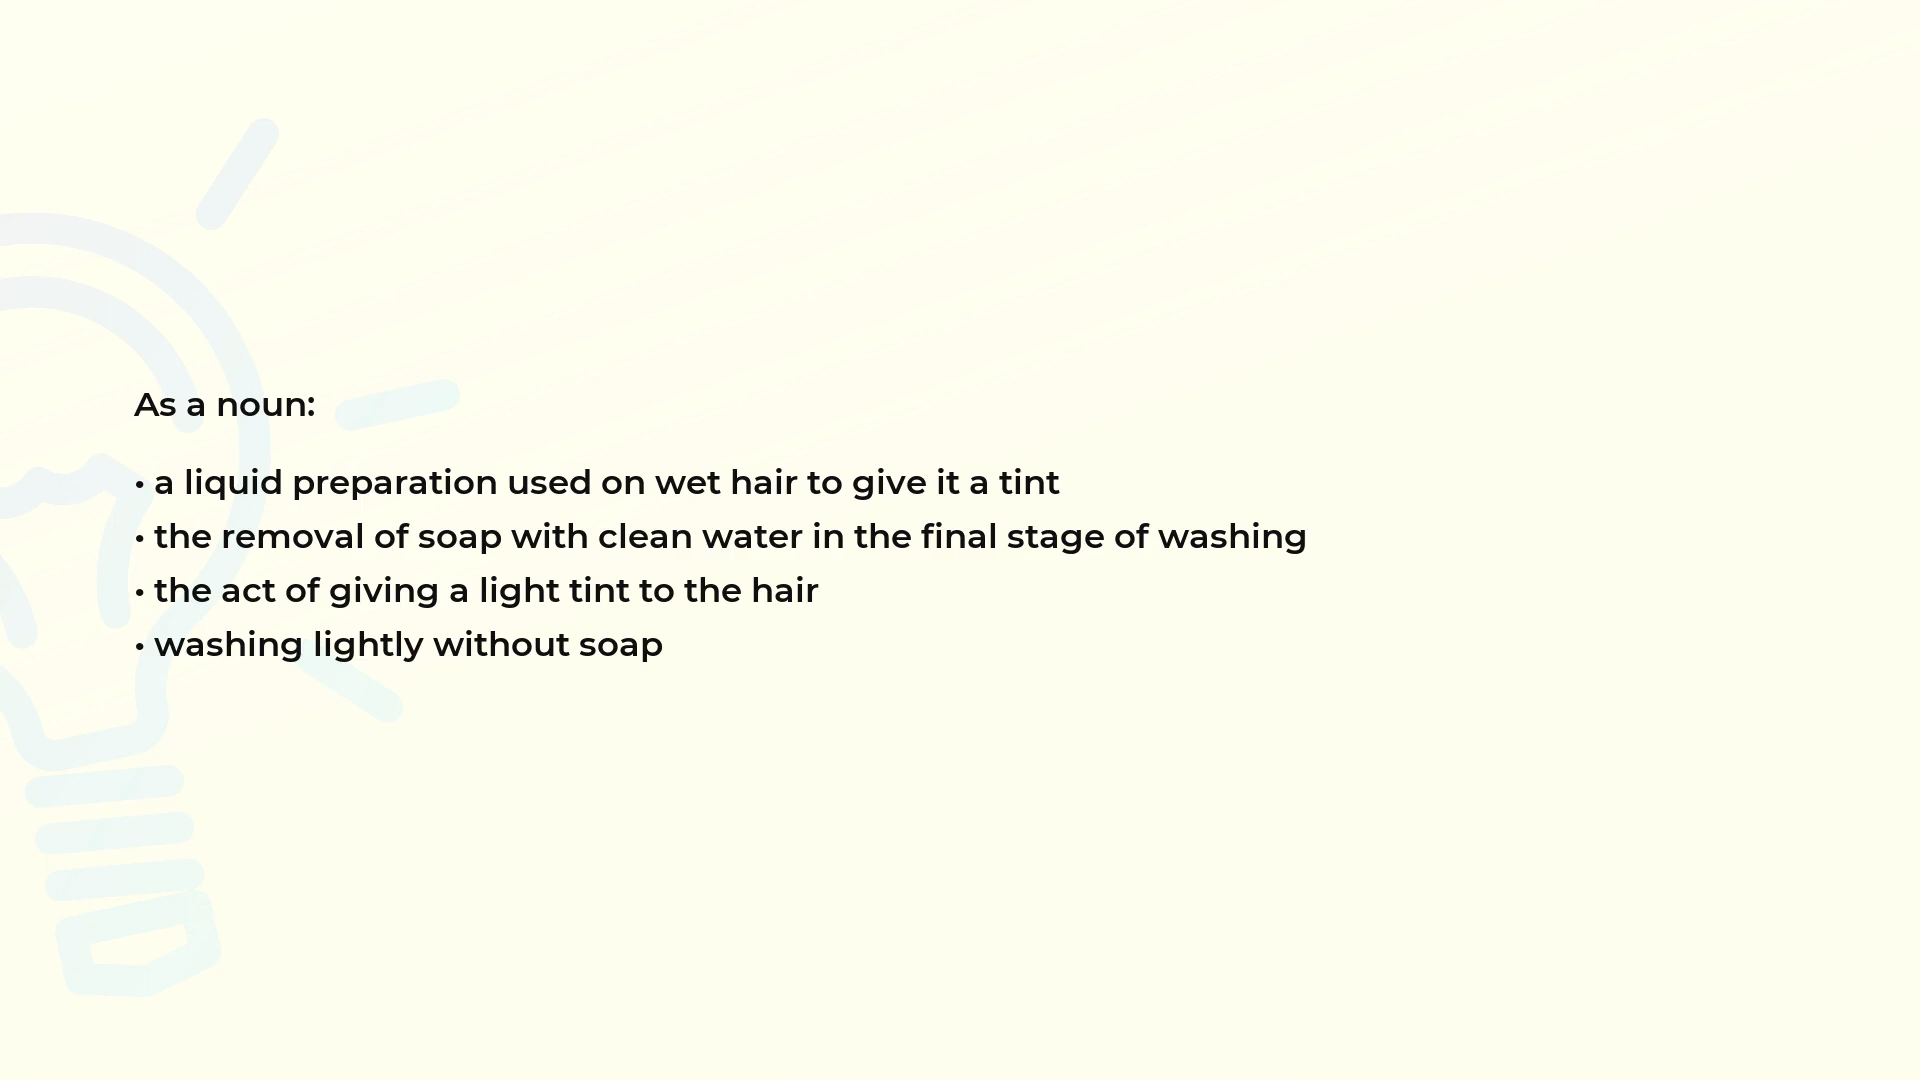 As a noun:
• a liquid preparation used on wet hair to give it a tint
• the removal of soap with clean water in the final stage of washing
• the act of giving a light tint to the hair
• washing lightly without soap